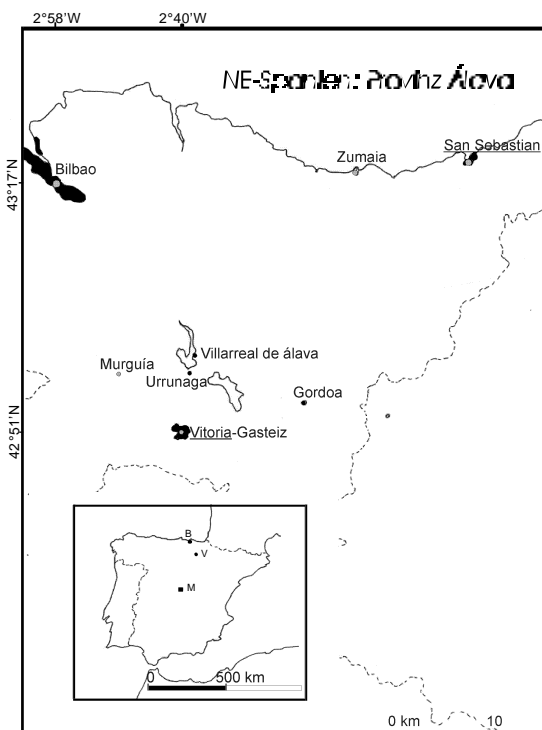 2°58'W 2°40'W
NE-Spanien: Provinz Álava
San Sebastian
Zumaia
Bilbao
43°17'N
Villarreal de álava
Murguía
Urrunaga
Gordoa
42°51'N
Vitoria-Gasteiz
B
V
M
0 500 km
0 km 10